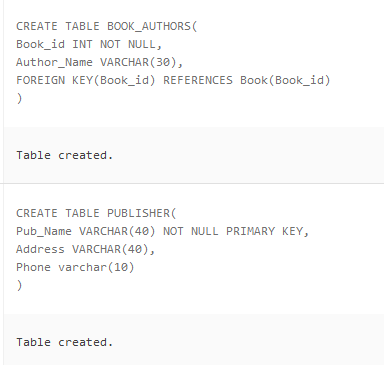 CREATE TABLE BOOK_AUTHORS(
Book_id INT NOT NULL,
Author_Name VARCHAR(30),
FOREIGN KEY(Book_id) REFERENCES Book(Book_id)
)
Table created.
CREATE TABLE PUBLISHER(
Pub_Name VARCHAR(40) NOT NULL PRIMARY KEY,
Address VARCHAR(40),
Phone varchar(10)
)
Table created.